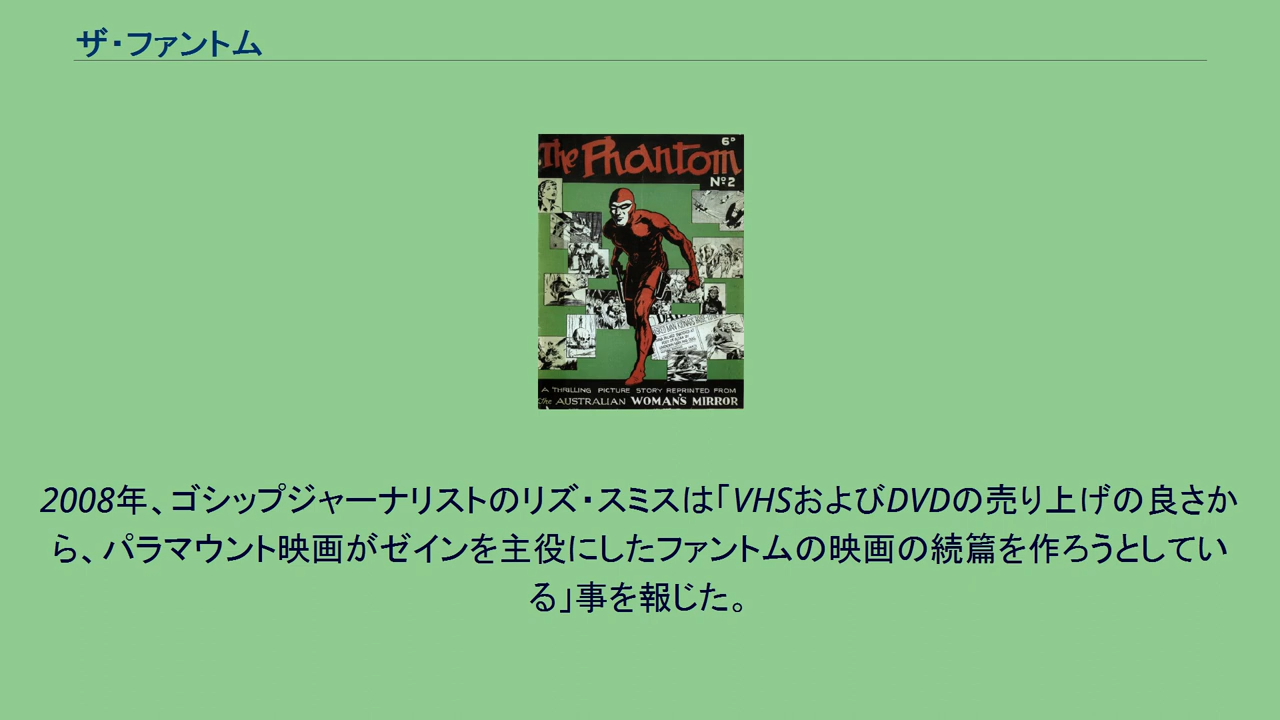 ザ・ファントム
The Phantom
6D
Nº2
A THRILLING PICTURE STORY REPRINTED FROM
the AUSTRALIAN WOMAN'S MIRROR
2008年、ゴシップジャーナリストのリズ・スミスは「VHSおよびDVDの売り上げの良さか
ら、パラマウント映画がゼインを主役にしたファントムの映画の続篇を作ろうとしてい
る」事を報じた。